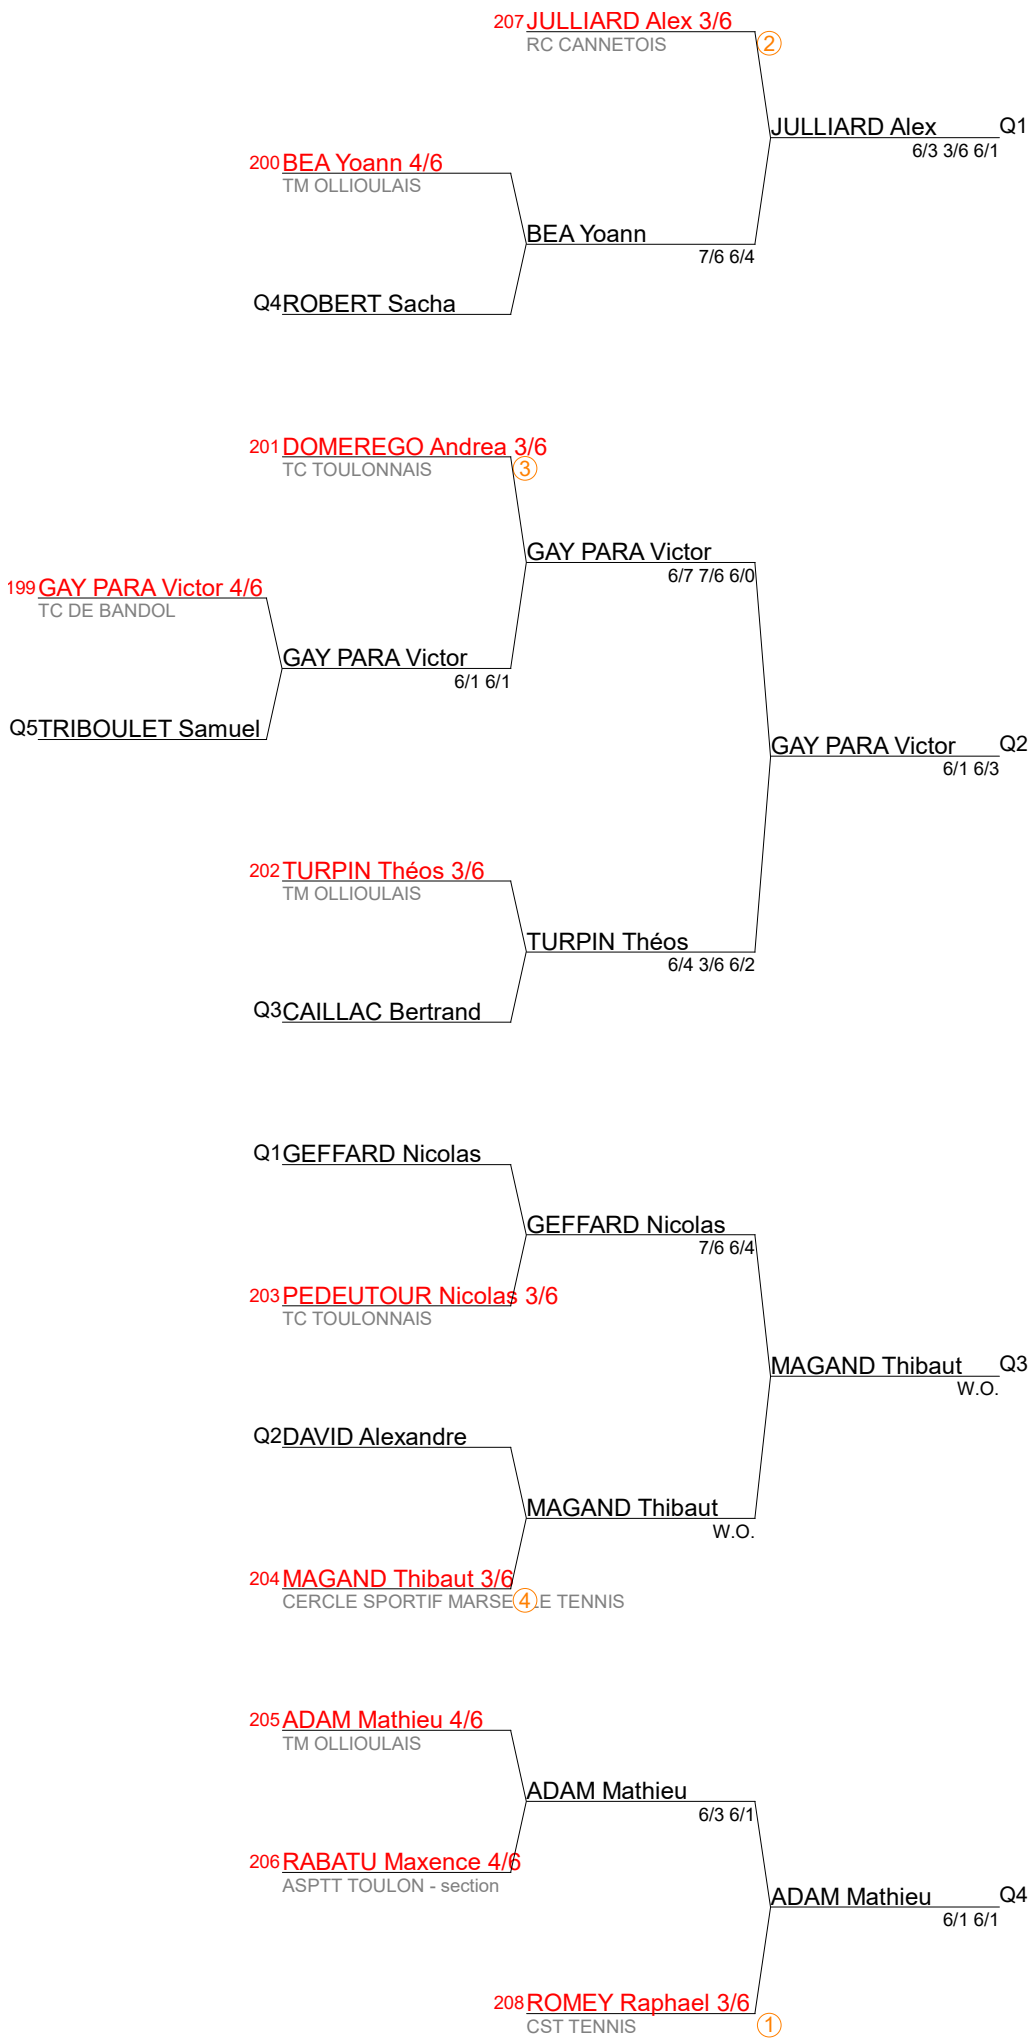 207 JULLIARD Alex 3/6
RC CANNETOIS
2
JULLIARD Alex Q1
6/3 3/6 6/1
200 BEA Yoann 4/6
TM OLLIOULAIS
BEA Yoann
7/6 6/4
Q4 ROBERT Sacha
201 DOMEREGO Andrea 3/6
TC TOULONNAIS
3
GAY PARA Victor
6/7 7/6 6/0
199 GAY PARA Victor 4/6
TC DE BANDOL
GAY PARA Victor
6/1 6/1
Q5 TRIBOULET Samuel
GAY PARA Victor Q2
6/1 6/3
202 TURPIN Théos 3/6
TM OLLIOULAIS
TURPIN Théos
6/4 3/6 6/2
Q3 CAILLAC Bertrand
Q1 GEFFARD Nicolas
GEFFARD Nicolas
7/6 6/4
203 PEDEUTOUR Nicolas 3/6
TC TOULONNAIS
MAGAND Thibaut Q3
W.O.
Q2 DAVID Alexandre
MAGAND Thibaut
W.O.
204 MAGAND Thibaut 3/6
CERCLE SPORTIF TENNIS
4
205 ADAM Mathieu 4/6
TM OLLIOULAIS
ADAM Mathieu
6/3 6/1
206 RABATU Maxence 4/6
ASPTT TOULON - section
ADAM Mathieu Q4
6/1 6/1
208 ROMEY Raphael 3/6
CST TENNIS
1